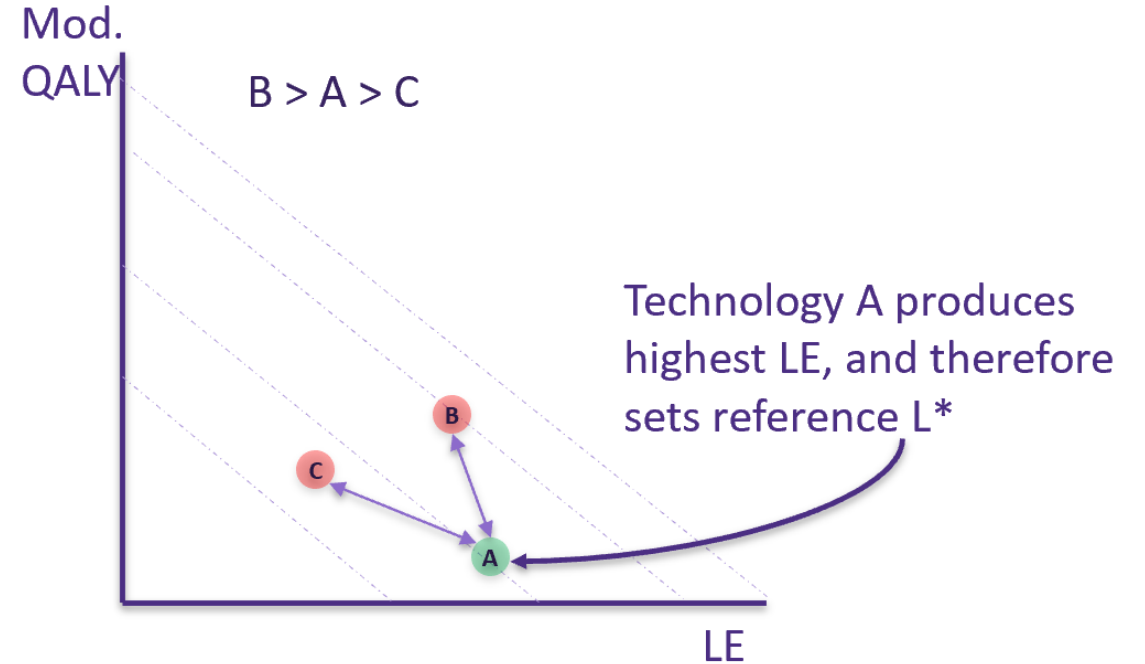 Mod.
QALY
B > A > C
Technology A produces
highest LE, and therefore
sets reference L*
B
C
A
LE